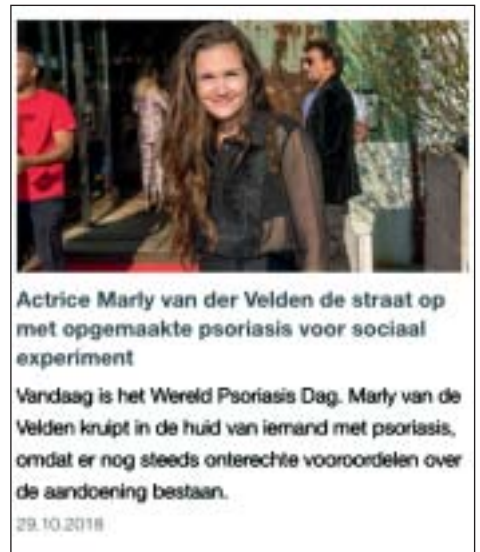 Actrice Marly van der Velden de straat op
met opgemaakte psoriasis voor sociaal
experiment
Vandaag is het Wereld Psoriasis Dag. Marly van de
Velden kruipt in de huid van iemand met psoriasis,
omdat er nog steeds onterechte vooroordelen over
de aandoening bestaan.
29.10.2018